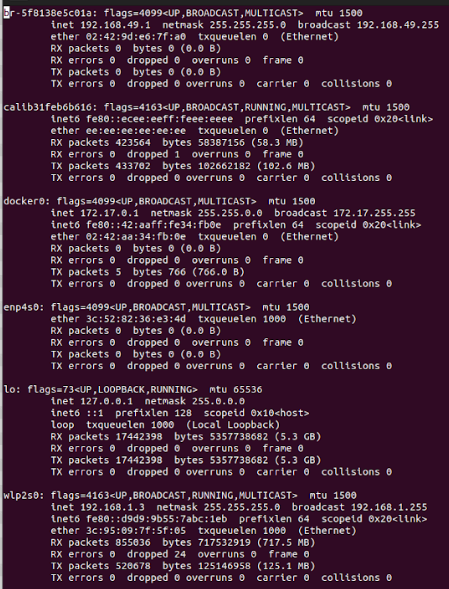 br-5f8138e5c01a: flags=4099<UP,BROADCAST,MULTICAST>  mtu 1500
        inet 192.168.49.1  netmask 255.255.255.0  broadcast 192.168.49.255
        ether 02:42:9d:e6:7f:a0  txqueuelen 0  (Ethernet)
        RX packets 0  bytes 0 (0.0 B)
        RX errors 0  dropped 0  overruns 0  frame 0
        TX packets 0  bytes 0 (0.0 B)
        TX errors 0  dropped 0 overruns 0  carrier 0  collisions 0

calib31feb6b616: flags=4163<UP,BROADCAST,RUNNING,MULTICAST>  mtu 1500
        inet6 fe80::ecee:eeff:feee:eeee  prefixlen 64  scopeid 0x20<link>
        ether ee:ee:ee:ee:ee:ee  txqueuelen 0  (Ethernet)
        RX packets 423564  bytes 58387156 (58.3 MB)
        RX errors 0  dropped 1  overruns 0  frame 0
        TX packets 433702  bytes 102662182 (102.6 MB)
        TX errors 0  dropped 0 overruns 0  carrier 0  collisions 0

docker0: flags=4099<UP,BROADCAST,MULTICAST>  mtu 1500
        inet 172.17.0.1  netmask 255.255.0.0  broadcast 172.17.255.255
        inet6 fe80::42:aaff:fe34:fb0e  prefixlen 64  scopeid 0x20<link>
        ether 02:42:aa:34:fb:0e  txqueuelen 0  (Ethernet)
        RX packets 0  bytes 0 (0.0 B)
        RX errors 0  dropped 0  overruns 0  frame 0
        TX packets 5  bytes 766 (766.0 B)
        TX errors 0  dropped 0 overruns 0  carrier 0  collisions 0

enp4s0: flags=4099<UP,BROADCAST,MULTICAST>  mtu 1500
        ether 3c:52:82:36:e3:4d  txqueuelen 1000  (Ethernet)
        RX packets 0  bytes 0 (0.0 B)
        RX errors 0  dropped 0  overruns 0  frame 0
        TX packets 0  bytes 0 (0.0 B)
        TX errors 0  dropped 0 overruns 0  carrier 0  collisions 0

lo: flags=73<UP,LOOPBACK,RUNNING>  mtu 65536
        inet 127.0.0.1  netmask 255.0.0.0
        inet6 ::1  prefixlen 128  scopeid 0x10<host>
        loop  txqueuelen 1000  (Local Loopback)
        RX packets 17442398  bytes 5357738682 (5.3 GB)
        RX errors 0  dropped 0  overruns 0  frame 0
        TX packets 17442398  bytes 5357738682 (5.3 GB)
        TX errors 0  dropped 0 overruns 0  carrier 0  collisions 0

wlp2s0: flags=4163<UP,BROADCAST,RUNNING,MULTICAST>  mtu 1500
        inet 192.168.1.3  netmask 255.255.255.0  broadcast 192.168.1.255
        inet6 fe80::d9d9:9b55:7abc:1eb  prefixlen 64  scopeid 0x20<link>
        ether 3c:95:09:7f:5f:05  txqueuelen 1000  (Ethernet)
        RX packets 855036  bytes 717532919 (717.5 MB)
        RX errors 0  dropped 24  overruns 0  frame 0
        TX packets 520678  bytes 125146958 (125.1 MB)
        TX errors 0  dropped 0 overruns 0  carrier 0  collisions 0